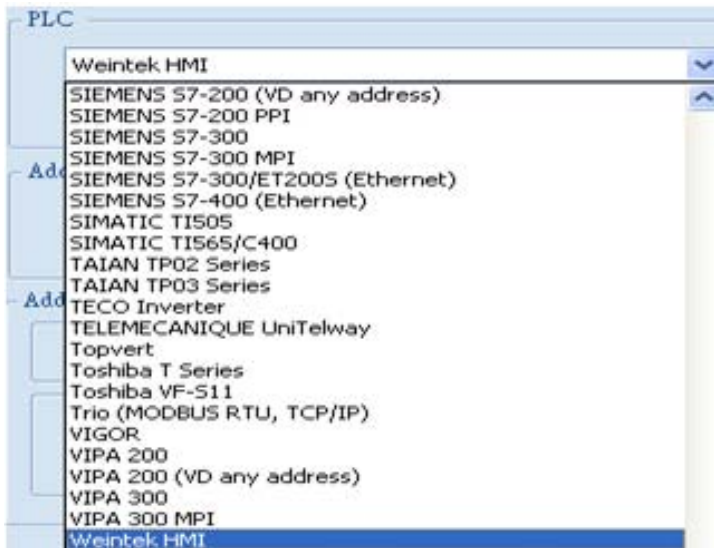 PLC
Weintek HMI
SIEMENS S7-200 (VD any address)
SIEMENS S7-200 PPI
SIEMENS S7-300
SIEMENS S7-300 MPI
Add
SIEMENS S7-300/ET200S (Ethernet)
SIEMENS S7-400 (Ethernet)
SIMATIC TI505
SIMATIC TI565/C400
TAIAN TP02 Series
TAIAN TP03 Series
Add
TECO Inverter
TELEMECANIQUE UniTelway
Topvert
Toshiba T Series
Toshiba VF-S11
Trio (MODBUS RTU, TCP/IP)
VIGOR
VIPA 200
VIPA 200 (VD any address)
VIPA 300
VIPA 300 MPI
Weintek HMI